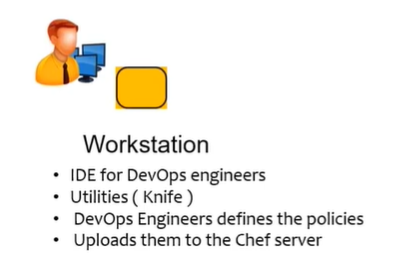 Workstation
• IDE for DevOps engineers
• Utilities ( Knife )
• DevOps Engineers defines the policies
• Uploads them to the Chef server